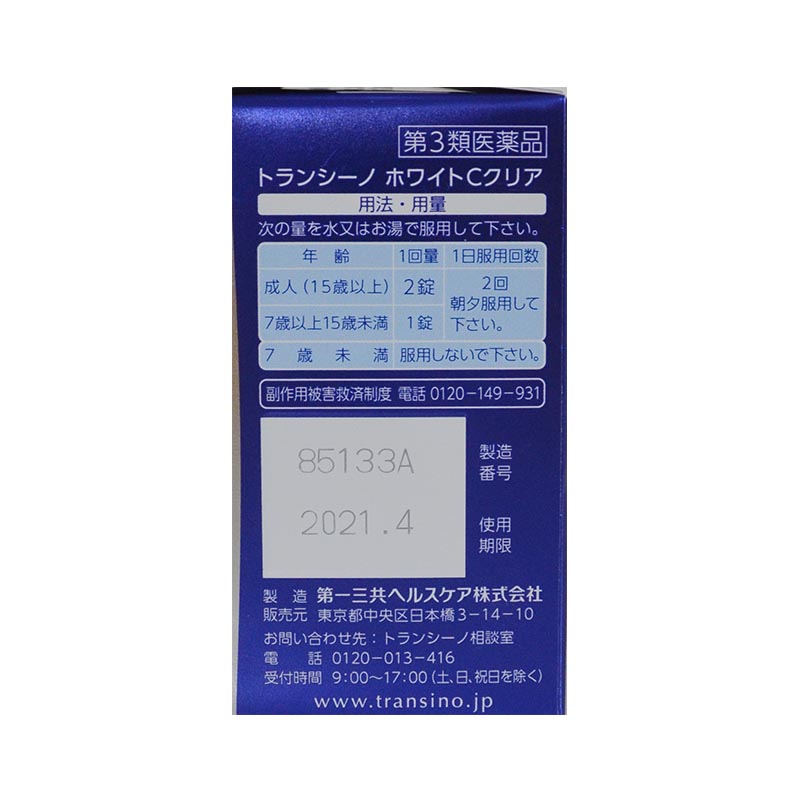 第3類医薬品
トランシーノ ホワイトCクリア
用法・用量
次の量を水又はお湯で服用して下さい。
年齢 1回量 1日服用回数
成人(15歳以上) 2錠 2回
朝夕服用して
7歳以上15歳未満 1錠 下さい。
7歳未満 服用しないで下さい。
副作用被害救済制度 電話 0120-149-931
85133A 製造
番号
2021.4 使用
期限
製造 第一三共ヘルスケア株式会社
販売元 東京都中央区日本橋3-14-10
お問い合わせ先:トランシーノ相談室
電話 0120-013-416
受付時間 9:00~17:00(土、日、祝日を除く)
www.transino.jp